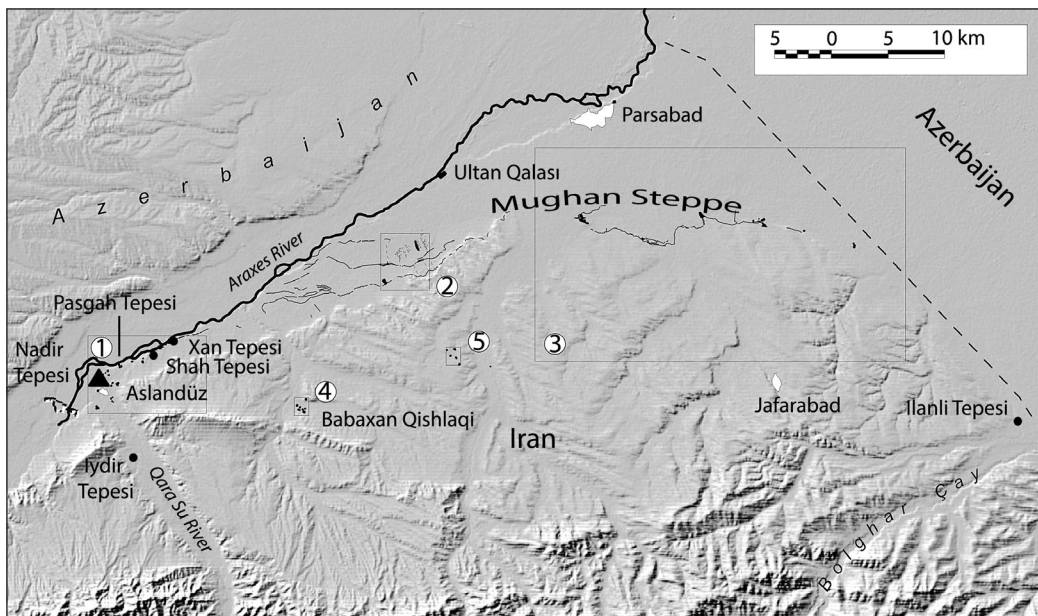 5 0 5 10 km
Parsabad
Azerbaijan
Azerbaijan
Ultan Qalası
Mughan Steppe
Araxes River
2
Pasgah Tepesi
1
Nadir
Tepesi
Xan Tepesi
Shah Tepesi
Aslandüz
5
3
4
Babaxan Qishlaqi
Jafarabad
Ilanli Tepesi
Iran
Iydir
Tepesi
Qara Su River
Bolghar Çay